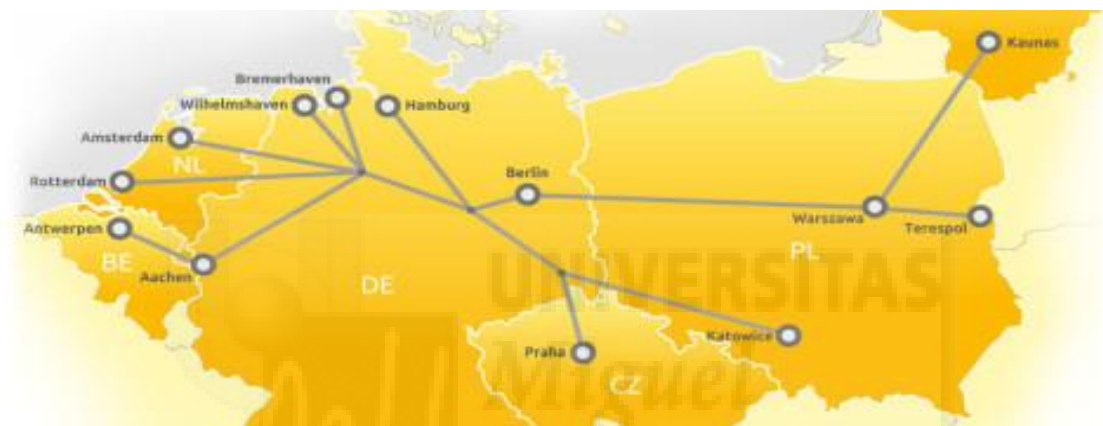 Kaunas
Bremerhaven
Wilhelmshaven
Hamburg
Amsterdam
NL
Rotterdam
Berlin
Antwerpen
Warszawa
Terespol
BE
Aachen
DE
PL
UNIVERSITAS
Katowice
Praha
Miguel
CZ